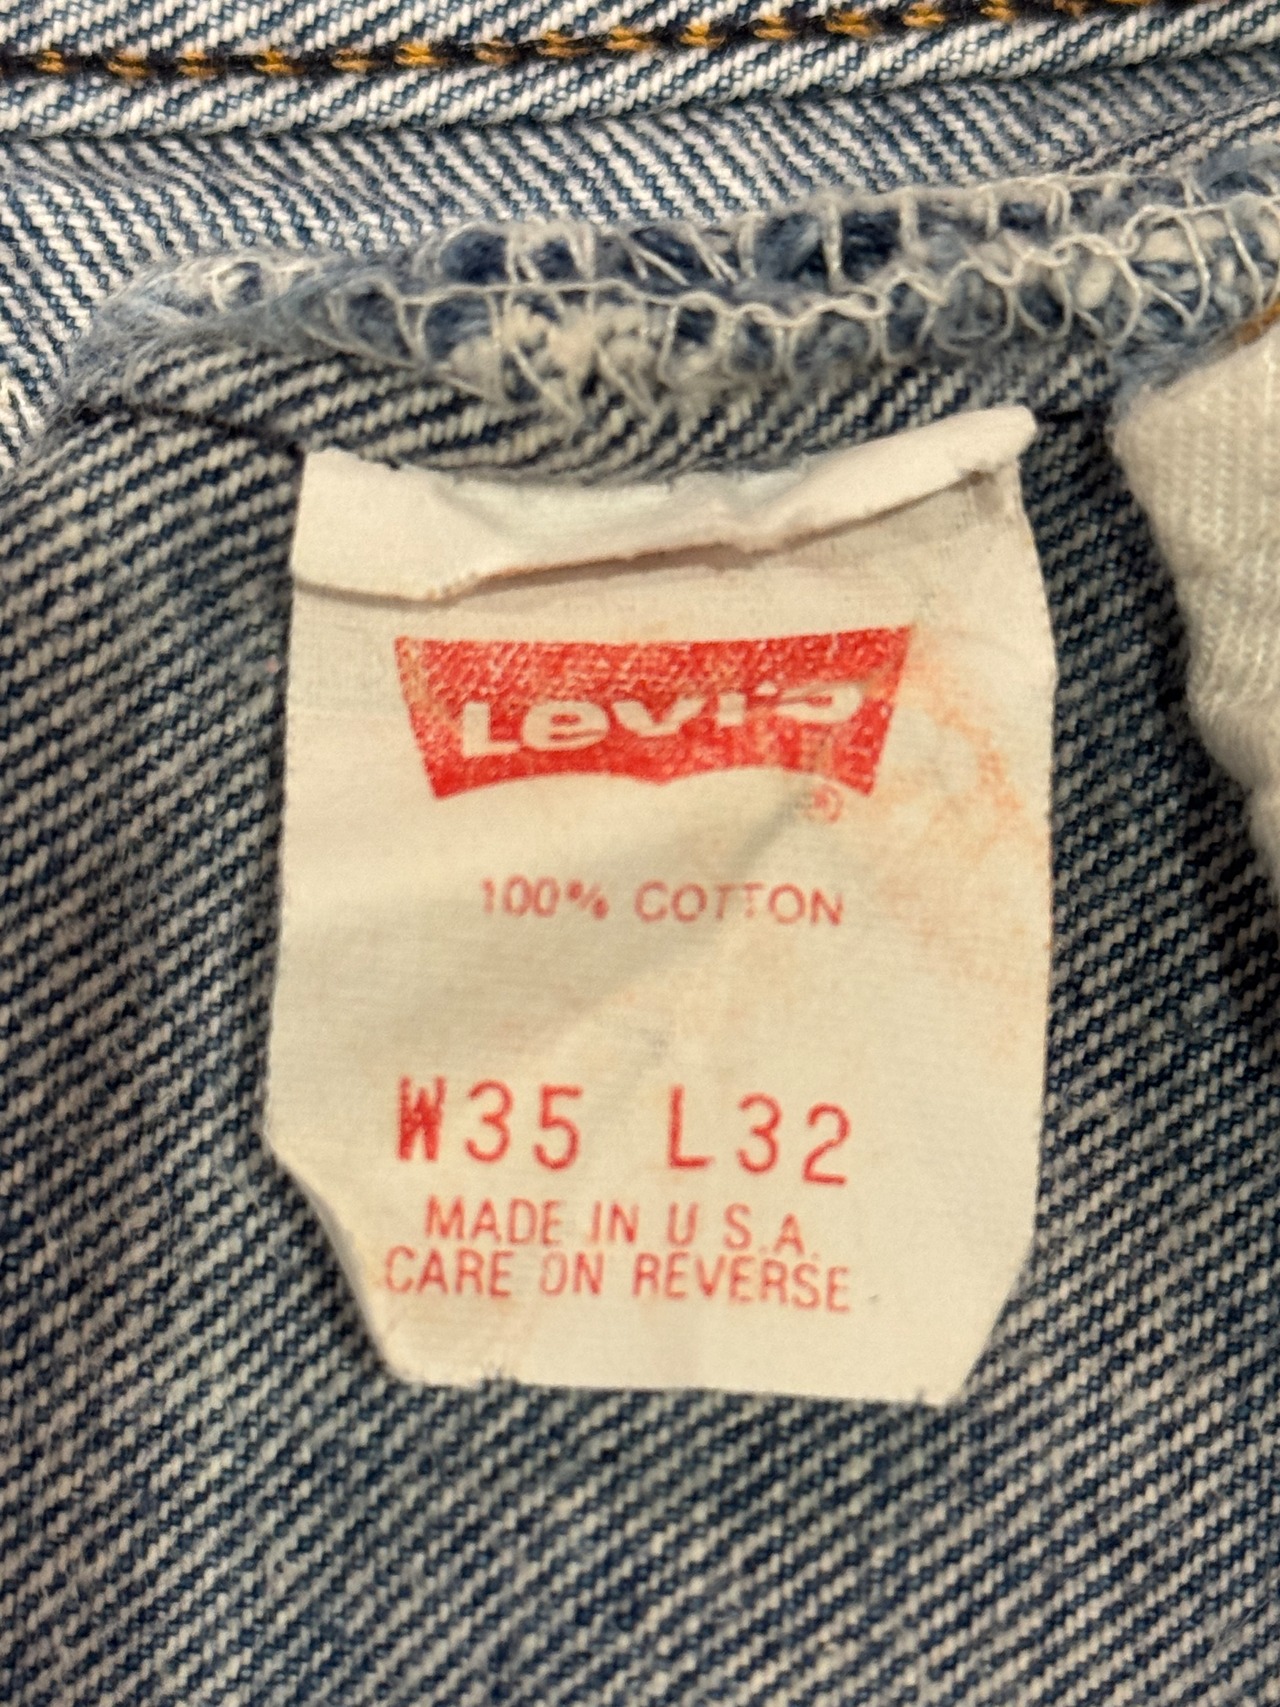 Levi's
®
100% COTTON
W35 L32
MADE IN U.S.A.
CARE ON REVERSE